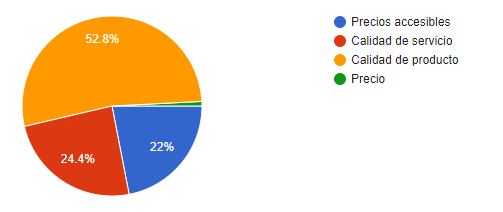 52.8%
24.4%
22%
Precios accesibles
Calidad de servicio
Calidad de producto
Precio